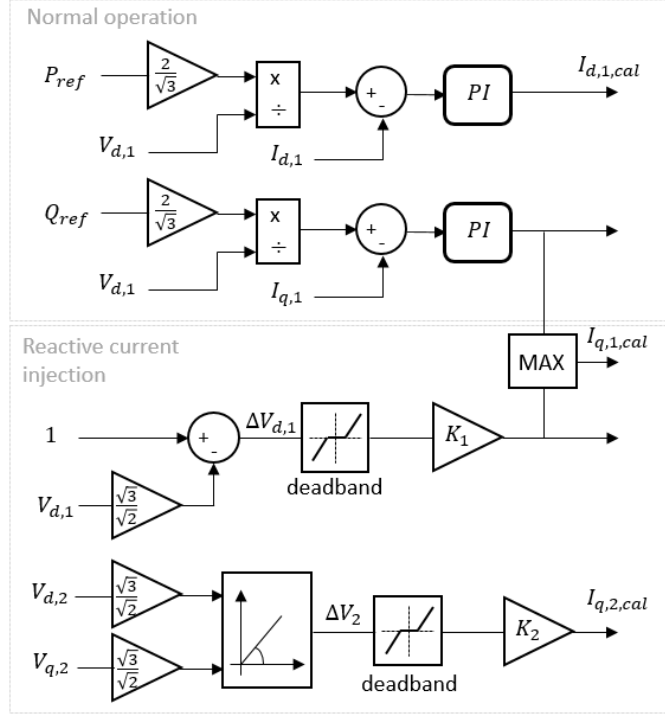 Normal operation
P_ref 2/√3 x ÷ + - PI I_d,1,cal
V_d,1 I_d,1
Q_ref 2/√3 x ÷ + - PI
V_d,1 I_q,1
Reactive current
injection
MAX I_q,1,cal
1 + - ΔV_d,1 K_1
deadband
V_d,1 √3/√2
V_d,2 √3/√2 ΔV_2 K_2 I_q,2,cal
V_q,2 √3/√2
deadband